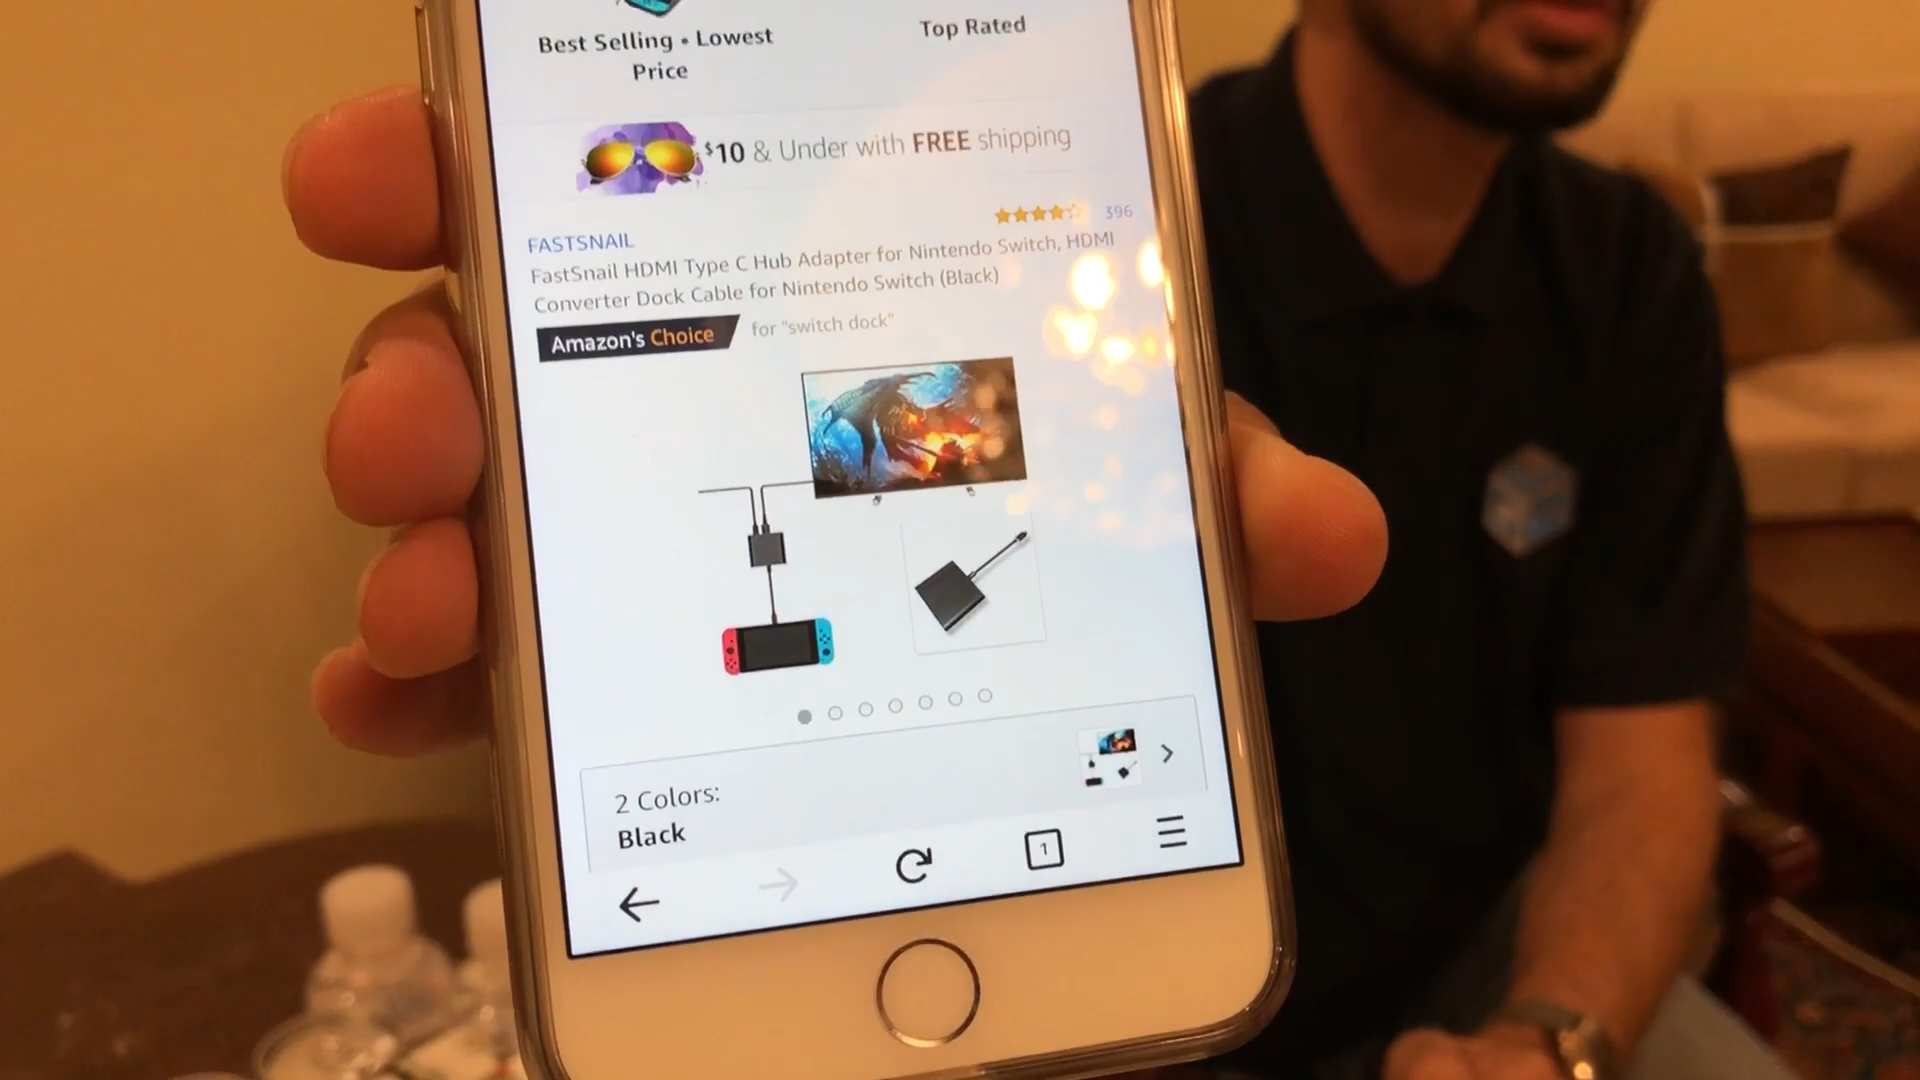 Best Selling • Lowest
Price
Top Rated
$10 & Under with FREE shipping
396
FASTSNAIL
FastSnail HDMI Type C Hub Adapter for Nintendo Switch, HDMI
Converter Dock Cable for Nintendo Switch (Black)
Amazon's Choice for "switch dock"
2 Colors:
Black
1